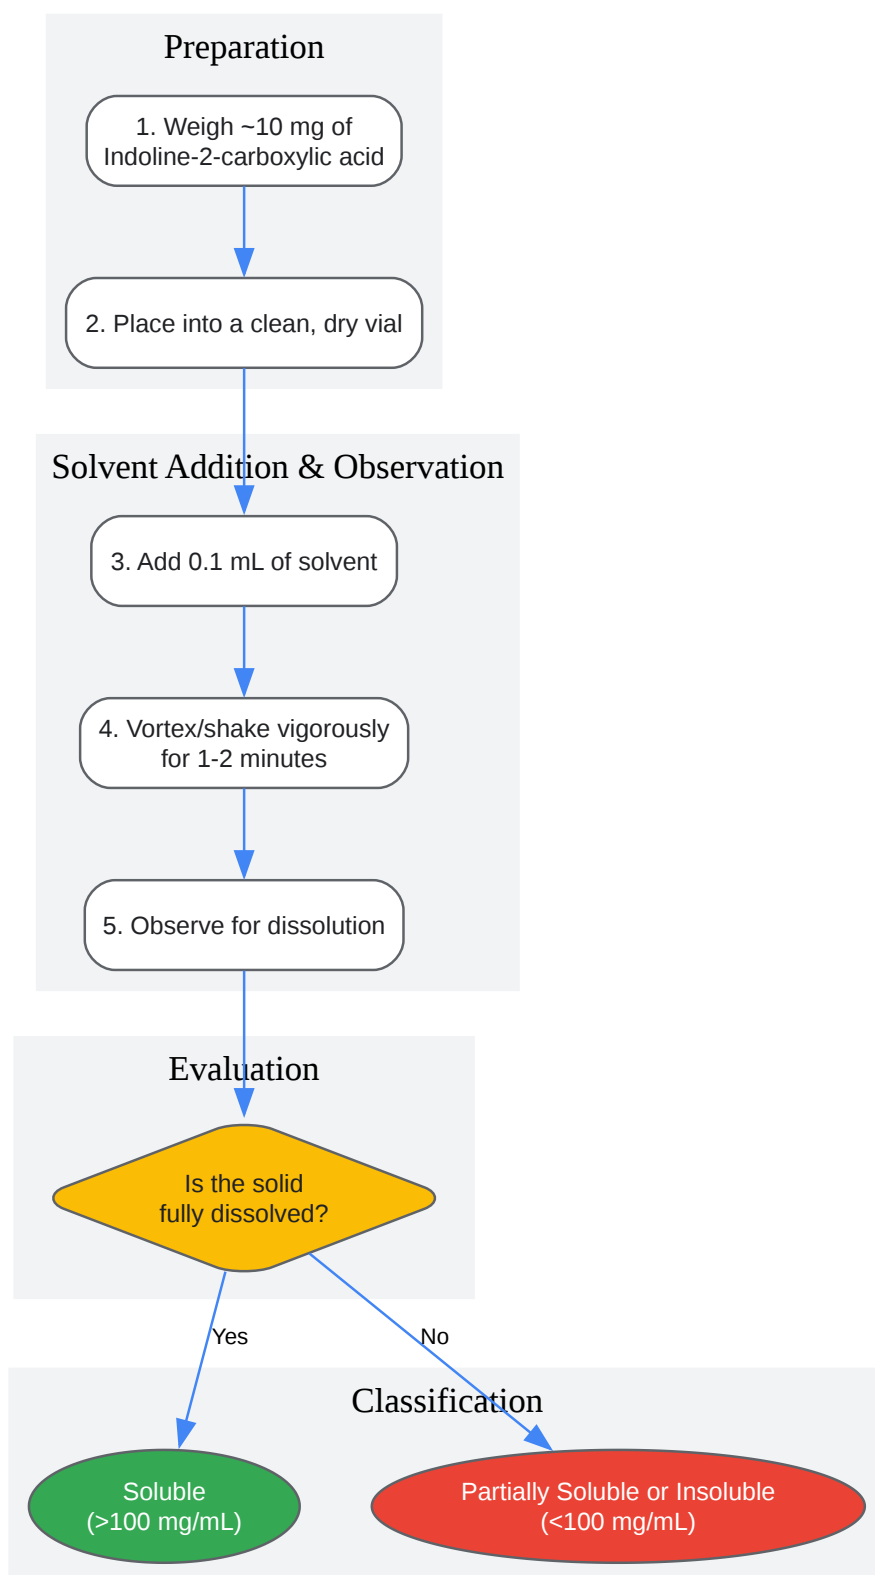 Preparation
1. Weigh ~10 mg of
Indoline-2-carboxylic acid
2. Place into a clean, dry vial
Solvent Addition & Observation
3. Add 0.1 mL of solvent
4. Vortex/shake vigorously
for 1-2 minutes
5. Observe for dissolution
Evaluation
Is the solid
fully dissolved?
Yes
No
Classification
Soluble
(>100 mg/mL)
Partially Soluble or Insoluble
(<100 mg/mL)